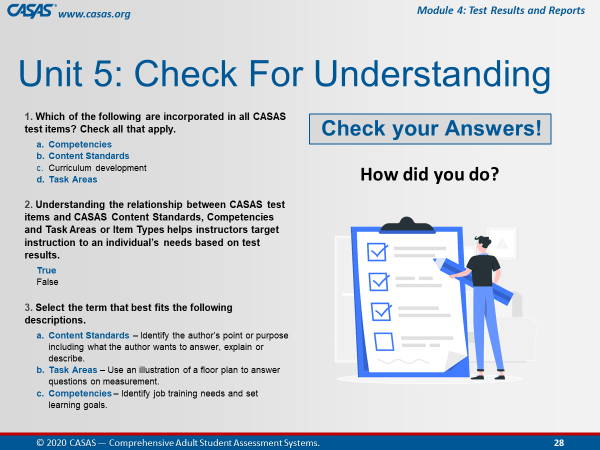 CASAS® www.casas.org
Module 4: Test Results and Reports
Unit 5: Check For Understanding
1. Which of the following are incorporated in all CASAS
test items? Check all that apply.
a. Competencies
b. Content Standards
c. Curriculum development
d. Task Areas
2. Understanding the relationship between CASAS test
items and CASAS Content Standards, Competencies
and Task Areas or Item Types helps instructors target
instruction to an individual's needs based on test
results.
True
False
3. Select the term that best fits the following
descriptions.
a. Content Standards – Identify the author's point or purpose
including what the author wants to answer, explain or
describe.
b. Task Areas – Use an illustration of a floor plan to answer
questions on measurement.
c. Competencies – Identify job training needs and set
learning goals.
Check your Answers!
How did you do?
© 2020 CASAS — Comprehensive Adult Student Assessment Systems.
28